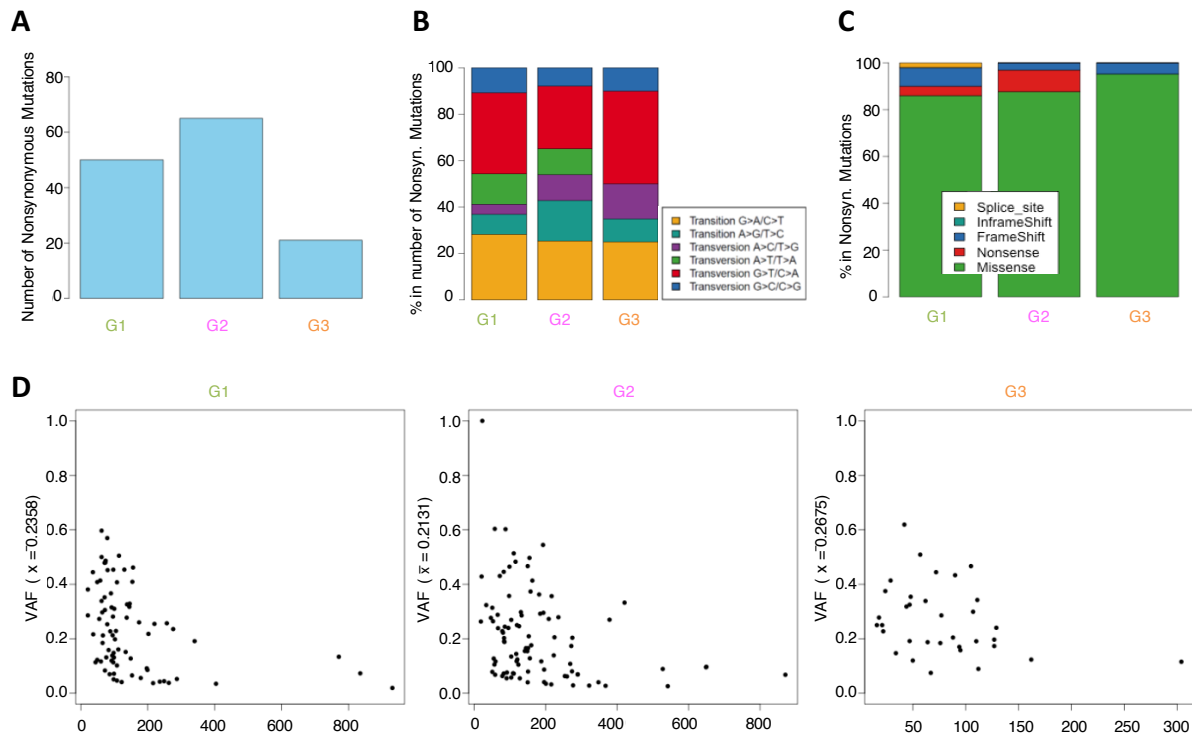 A
Number of Nonsynonymous Mutations
80
60
40
20
0
G1
G2
G3
B
% in number of Nonsyn. Mutations
100
80
60
40
20
0
G1
G2
G3
Transition G>A/C>T
Transition A>G/T>C
Transversion A>C/T>G
Transversion A>T/T>A
Transversion G>T/C>A
Transversion G>C/C>G
C
% in Nonsyn. Mutations
100
80
60
40
20
0
Splice_site
InframeShift
FrameShift
Nonsense
Missense
G1
G2
G3
D
G1
VAF ( x̄ = 0.2358)
1.0
0.8
0.6
0.4
0.2
0.0
0
200
400
600
800
G2
VAF ( x̄ = 0.2131)
1.0
0.8
0.6
0.4
0.2
0.0
0
200
400
600
800
G3
VAF ( x̄ = 0.2675)
1.0
0.8
0.6
0.4
0.2
0.0
50
100
150
200
250
300